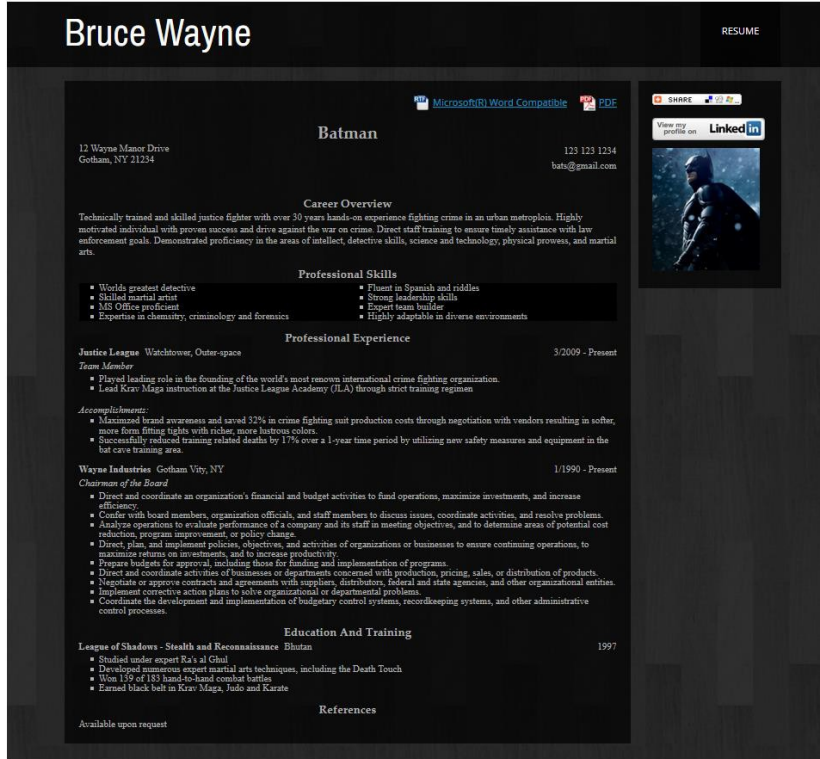 Bruce Wayne
RESUME
Microsoft(R) Word Compatible PDF
Batman
12 Wayne Manor Drive
Gotham, NY 21234
123 123 1234
bats@gmail.com
Career Overview
Technically trained and skilled justice fighter with over 30 years hands-on experience fighting crime in an urban metroplois. Highly
motivated individual with proven success and drive against the war on crime. Direct staff training to ensure timely assistance with law
enforcement goals. Demonstrated proficiency in the areas of intellect, detective skills, science and technology, physical prowess, and martial
arts.
Professional Skills
Worlds greatest detective
Skilled martial artist
MS Office proficient
Expertise in chemsitry, criminology and forensics
Fluent in Spanish and riddles
Strong leadership skills
Expert team builder
Highly adaptable in diverse environments
Professional Experience
Justice League Watchtower, Outer-space 3/2009 - Present
Team Member
Played leading role in the founding of the world's most renown international crime fighting organization.
Lead Krav Maga instruction at the Justice League Academy (JLA) through strict training regimen
Accomplishments:
Maximzed brand awareness and saved 32% in crime fighting suit production costs through negotiation with vendors resulting in softer,
more form fitting tights with richer, more lustrous colors.
Successfully reduced training related deaths by 17% over a 1-year time period by utilizing new safety measures and equipment in the
bat cave training area.
Wayne Industries Gotham Vity, NY 1/1990 - Present
Chairman of the Board
Direct and coordinate an organization's financial and budget activities to fund operations, maximize investments, and increase
efficiency.
Confer with board members, organization officials, and staff members to discuss issues, coordinate activities, and resolve problems.
Analyze operations to evaluate performance of a company and its staff in meeting objectives, and to determine areas of potential cost
reduction, program improvement, or policy change.
Direct, plan, and implement policies, objectives, and activities of organizations or businesses to ensure continuing operations, to
maximize returns on investments, and to increase productivity.
Prepare budgets for approval, including those for funding and implementation of programs.
Direct and coordinate activities of businesses or departments concerned with production, pricing, sales, or distribution of products.
Negotiate or approve contracts and agreements with suppliers, distributors, federal and state agencies, and other organizational entities.
Implement corrective action plans to solve organizational or departmental problems.
Coordinate the development and implementation of budgetary control systems, recordkeeping systems, and other administrative
control processes.
Education And Training
League of Shadows - Stealth and Reconnaissance Bhutan 1997
Studied under expert Ra's al Ghul
Developed numerous expert martial arts techniques, including the Death Touch
Won 159 of 183 hand-to-hand combat battles
Earned black belt in Krav Maga, Judo and Karate
References
Available upon request
SHARE
View my
profile on Linked in